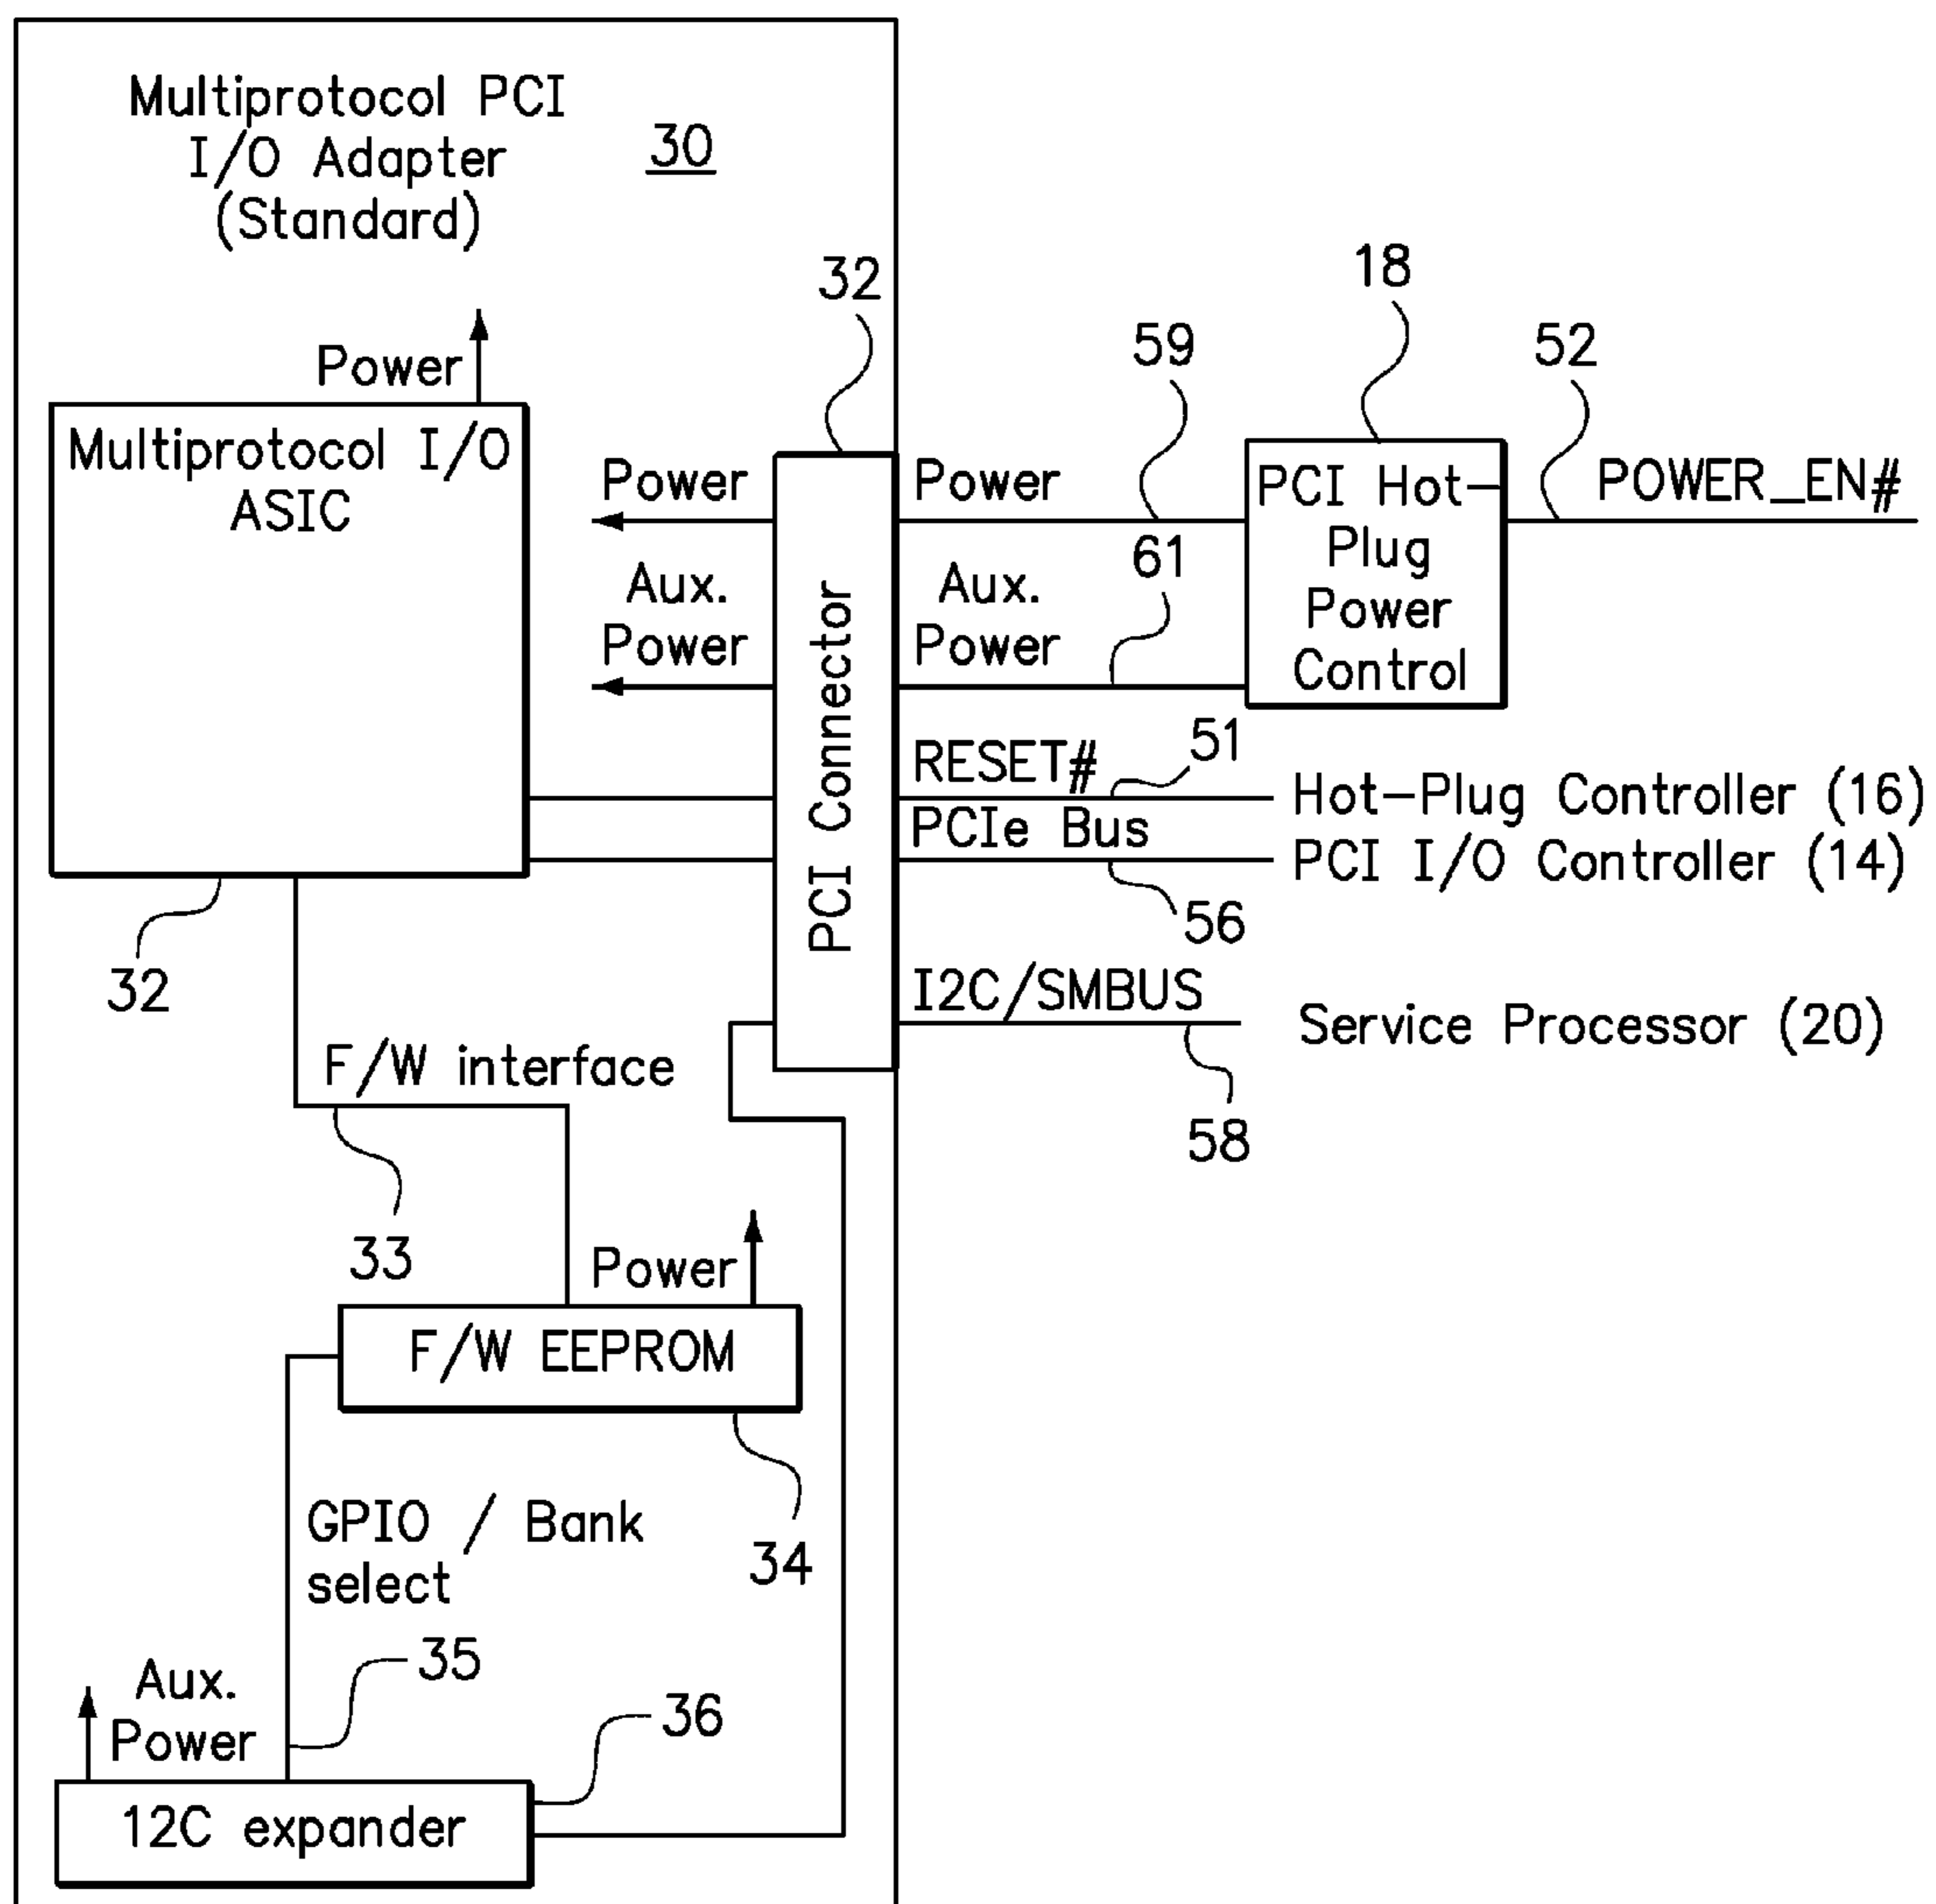 Multiprotocol PCI
I/O Adapter
(Standard)
30
32
18
59
52
Power
Multiprotocol I/O
ASIC
Power
Power
PCI Hot-
Plug
Power
Control
POWER_EN#
61
Aux.
Power
Aux.
Power
PCI Connector
RESET#
51
Hot-Plug Controller (16)
PCIe Bus
PCI I/O Controller (14)
56
32
I2C/SMBUS
Service Processor (20)
58
F/W interface
33
Power
F/W EEPROM
34
GPIO / Bank
select
35
36
Aux.
Power
12C expander